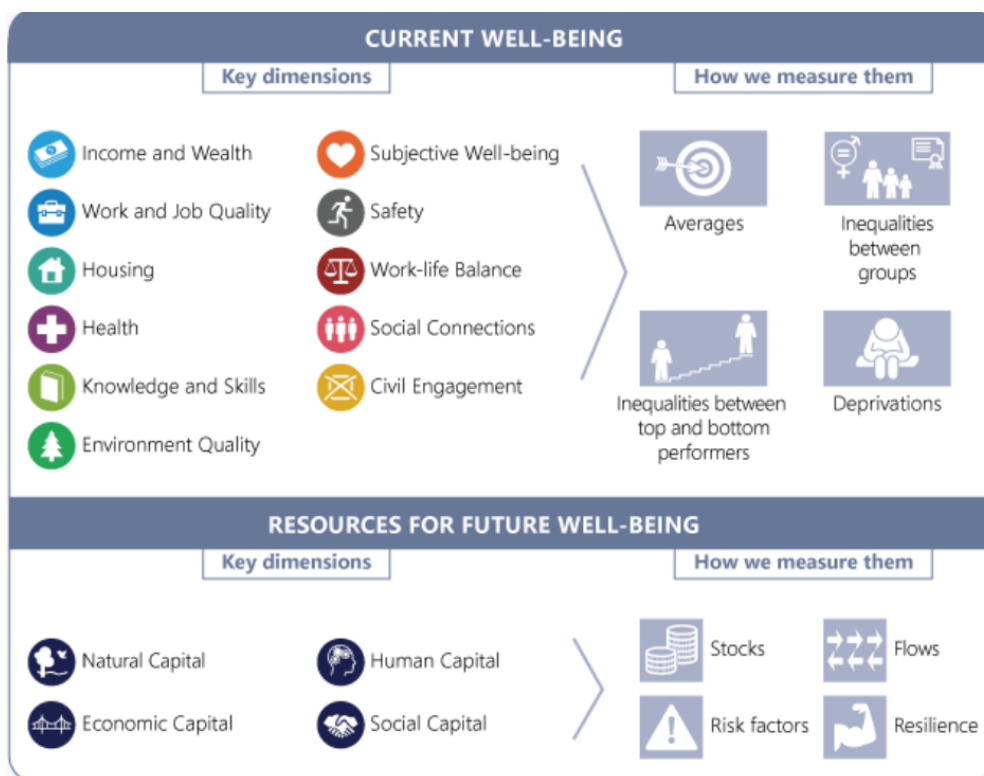 CURRENT WELL-BEING
Key dimensions
How we measure them
Income and Wealth
Work and Job Quality
Housing
Health
Knowledge and Skills
Environment Quality
Subjective Well-being
Safety
Work-life Balance
Social Connections
Civil Engagement
Averages
Inequalities
between
groups
Inequalities between
top and bottom
performers
Deprivations
RESOURCES FOR FUTURE WELL-BEING
Key dimensions
How we measure them
Natural Capital
Economic Capital
Human Capital
Social Capital
Stocks
Flows
Risk factors
Resilience